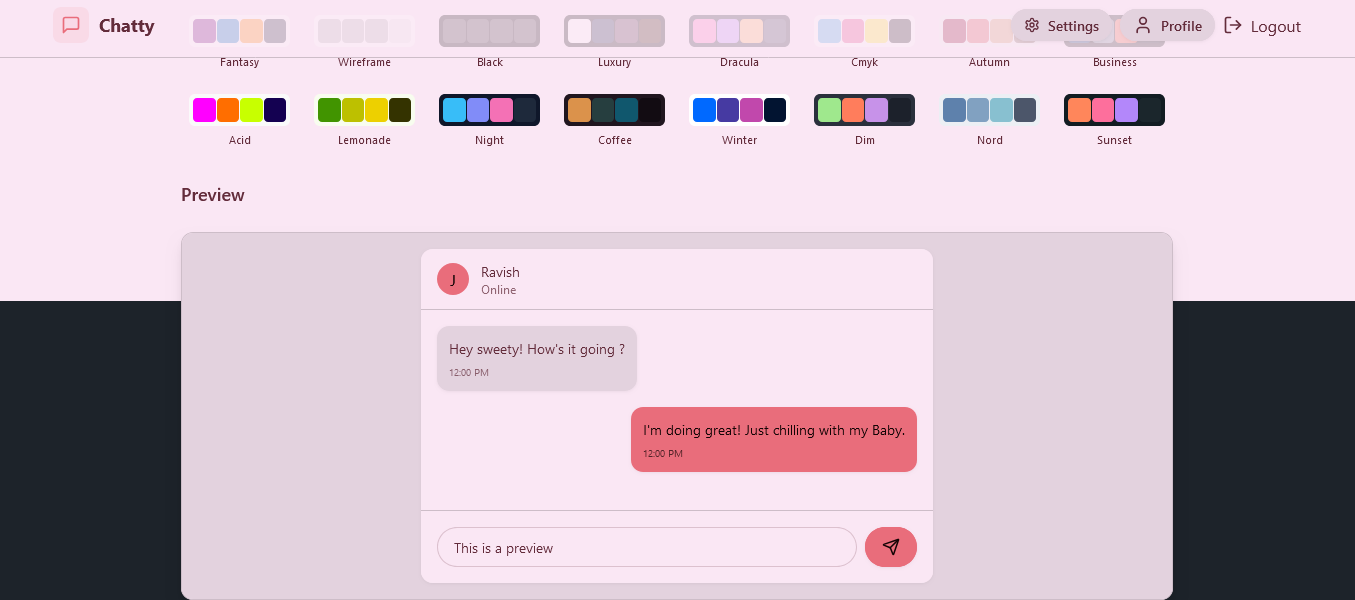 Chatty
Settings
Profile
Logout
Fantasy
Wireframe
Black
Luxury
Dracula
Cmyk
Autumn
Business
Acid
Lemonade
Night
Coffee
Winter
Dim
Nord
Sunset
Preview
J
Ravish
Online
Hey sweety! How's it going ?
12:00 PM
I'm doing great! Just chilling with my Baby.
12:00 PM
This is a preview